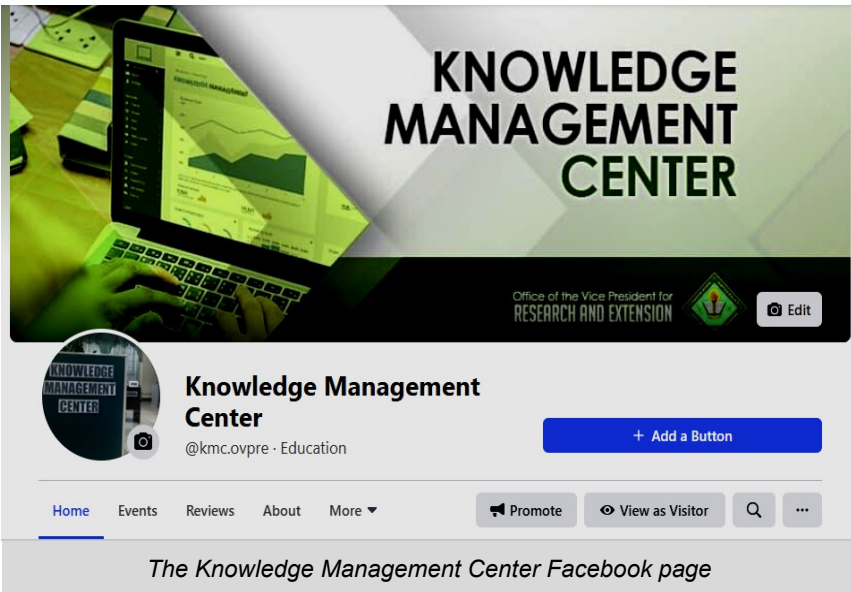 KNOWLEDGE MANAGEMENT
KNOWLEDGE
MANAGEMENT
CENTER
Office of the Vice President for
RESEARCH AND EXTENSION
Edit
KNOWLEDGE
MANAGEMENT
CENTER
Knowledge Management
Center
@kmc.ovpre · Education
+ Add a Button
Home Events Reviews About More Promote View as Visitor ...
The Knowledge Management Center Facebook page